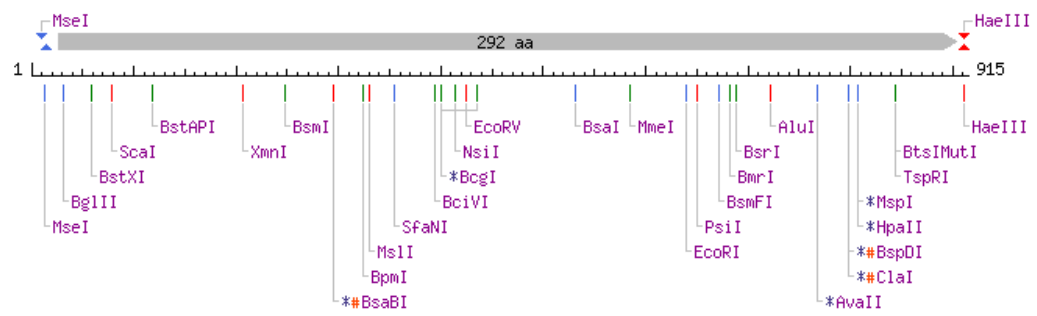 MseI HaeIII
292 aa
1 915
BstAPI BsmI EcoRV BsaI MmeI AluI HaeIII
ScaI XmnI NsiI BsrI BtsIMutI
BstXI *BcgI BmrI TspRI
BglII BciVI BsmFI *MspI
MseI SfaNI PsiI *HpaII
MslI EcoRI *#BspDI
BpmI *#ClaI
*#BsaBI *AvaII